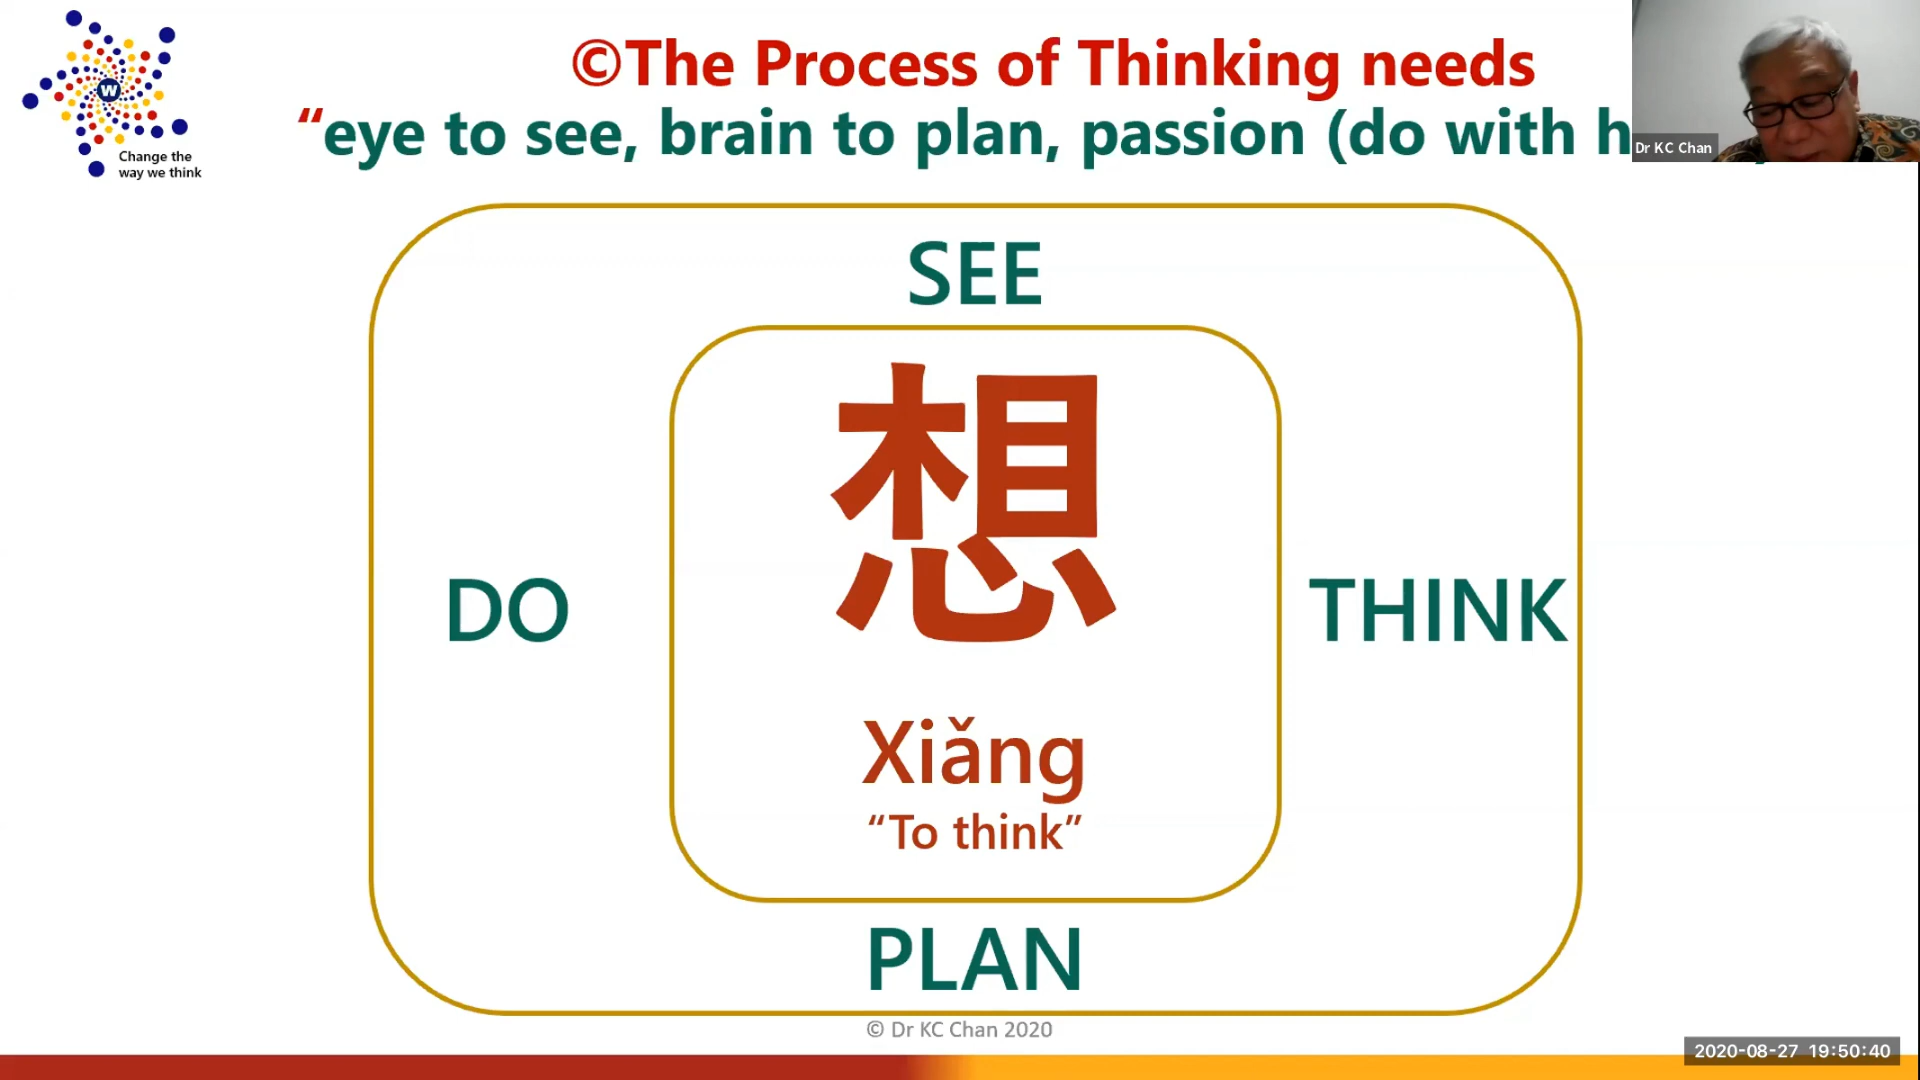 W
Change the
way we think
©The Process of Thinking needs
“eye to see, brain to plan, passion (do with
Dr KC Chan
SEE
想
DO
THINK
Xiǎng
“To think”
PLAN
© Dr KC Chan 2020
2020-08-27 19:50:40